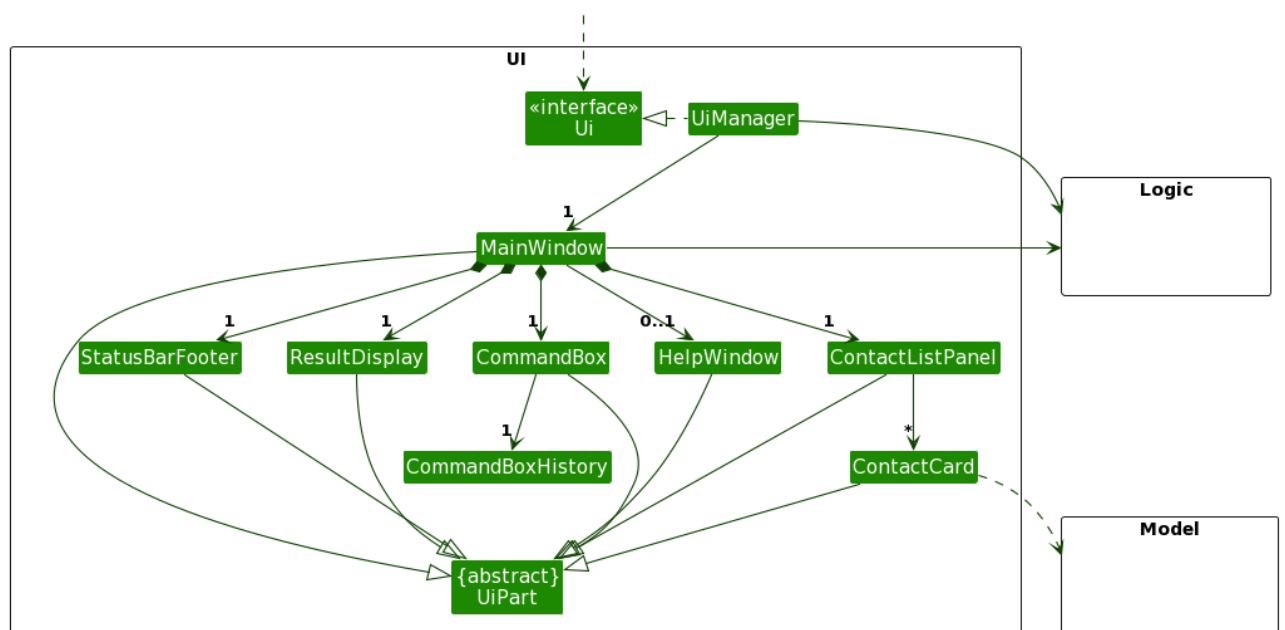 UI
«interface»
Ui
UiManager
Logic
1
MainWindow
1
1
1
0..1
1
StatusBarFooter
ResultDisplay
CommandBox
HelpWindow
ContactListPanel
1
*
CommandBoxHistory
ContactCard
Model
{abstract}
UiPart